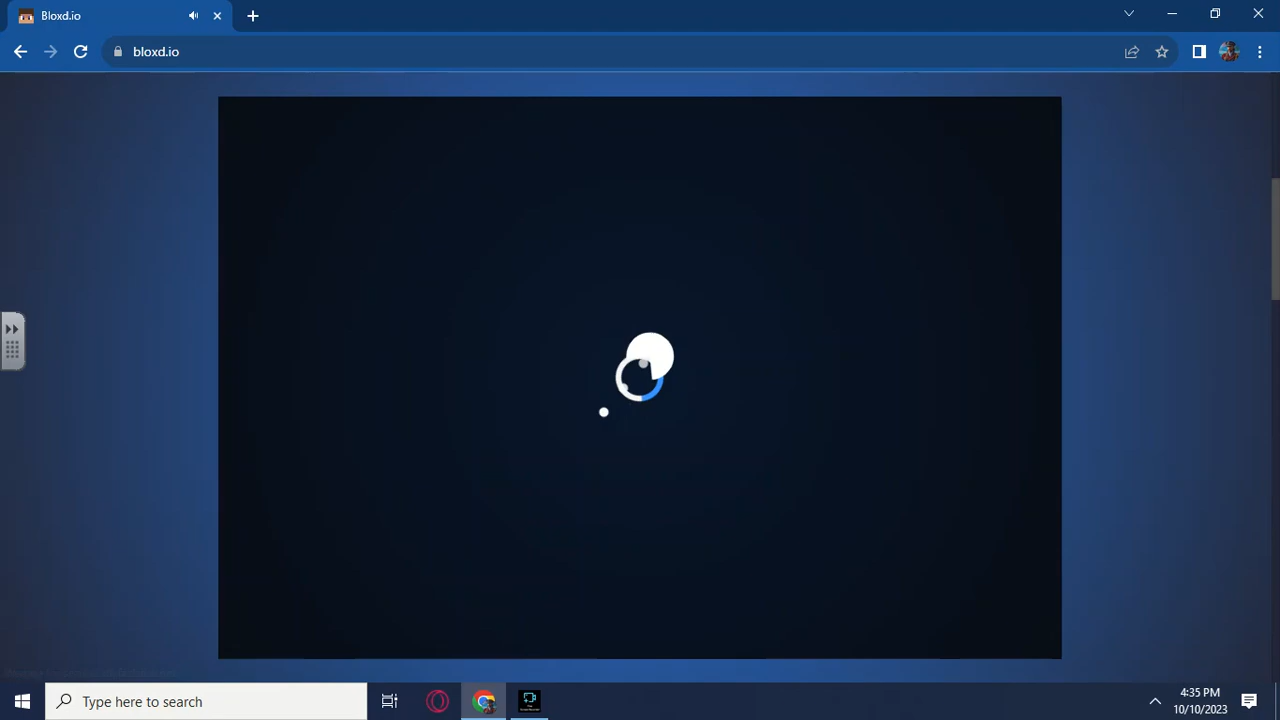 Bloxd.io
bloxd.io
Type here to search
4:35 PM
10/10/2023